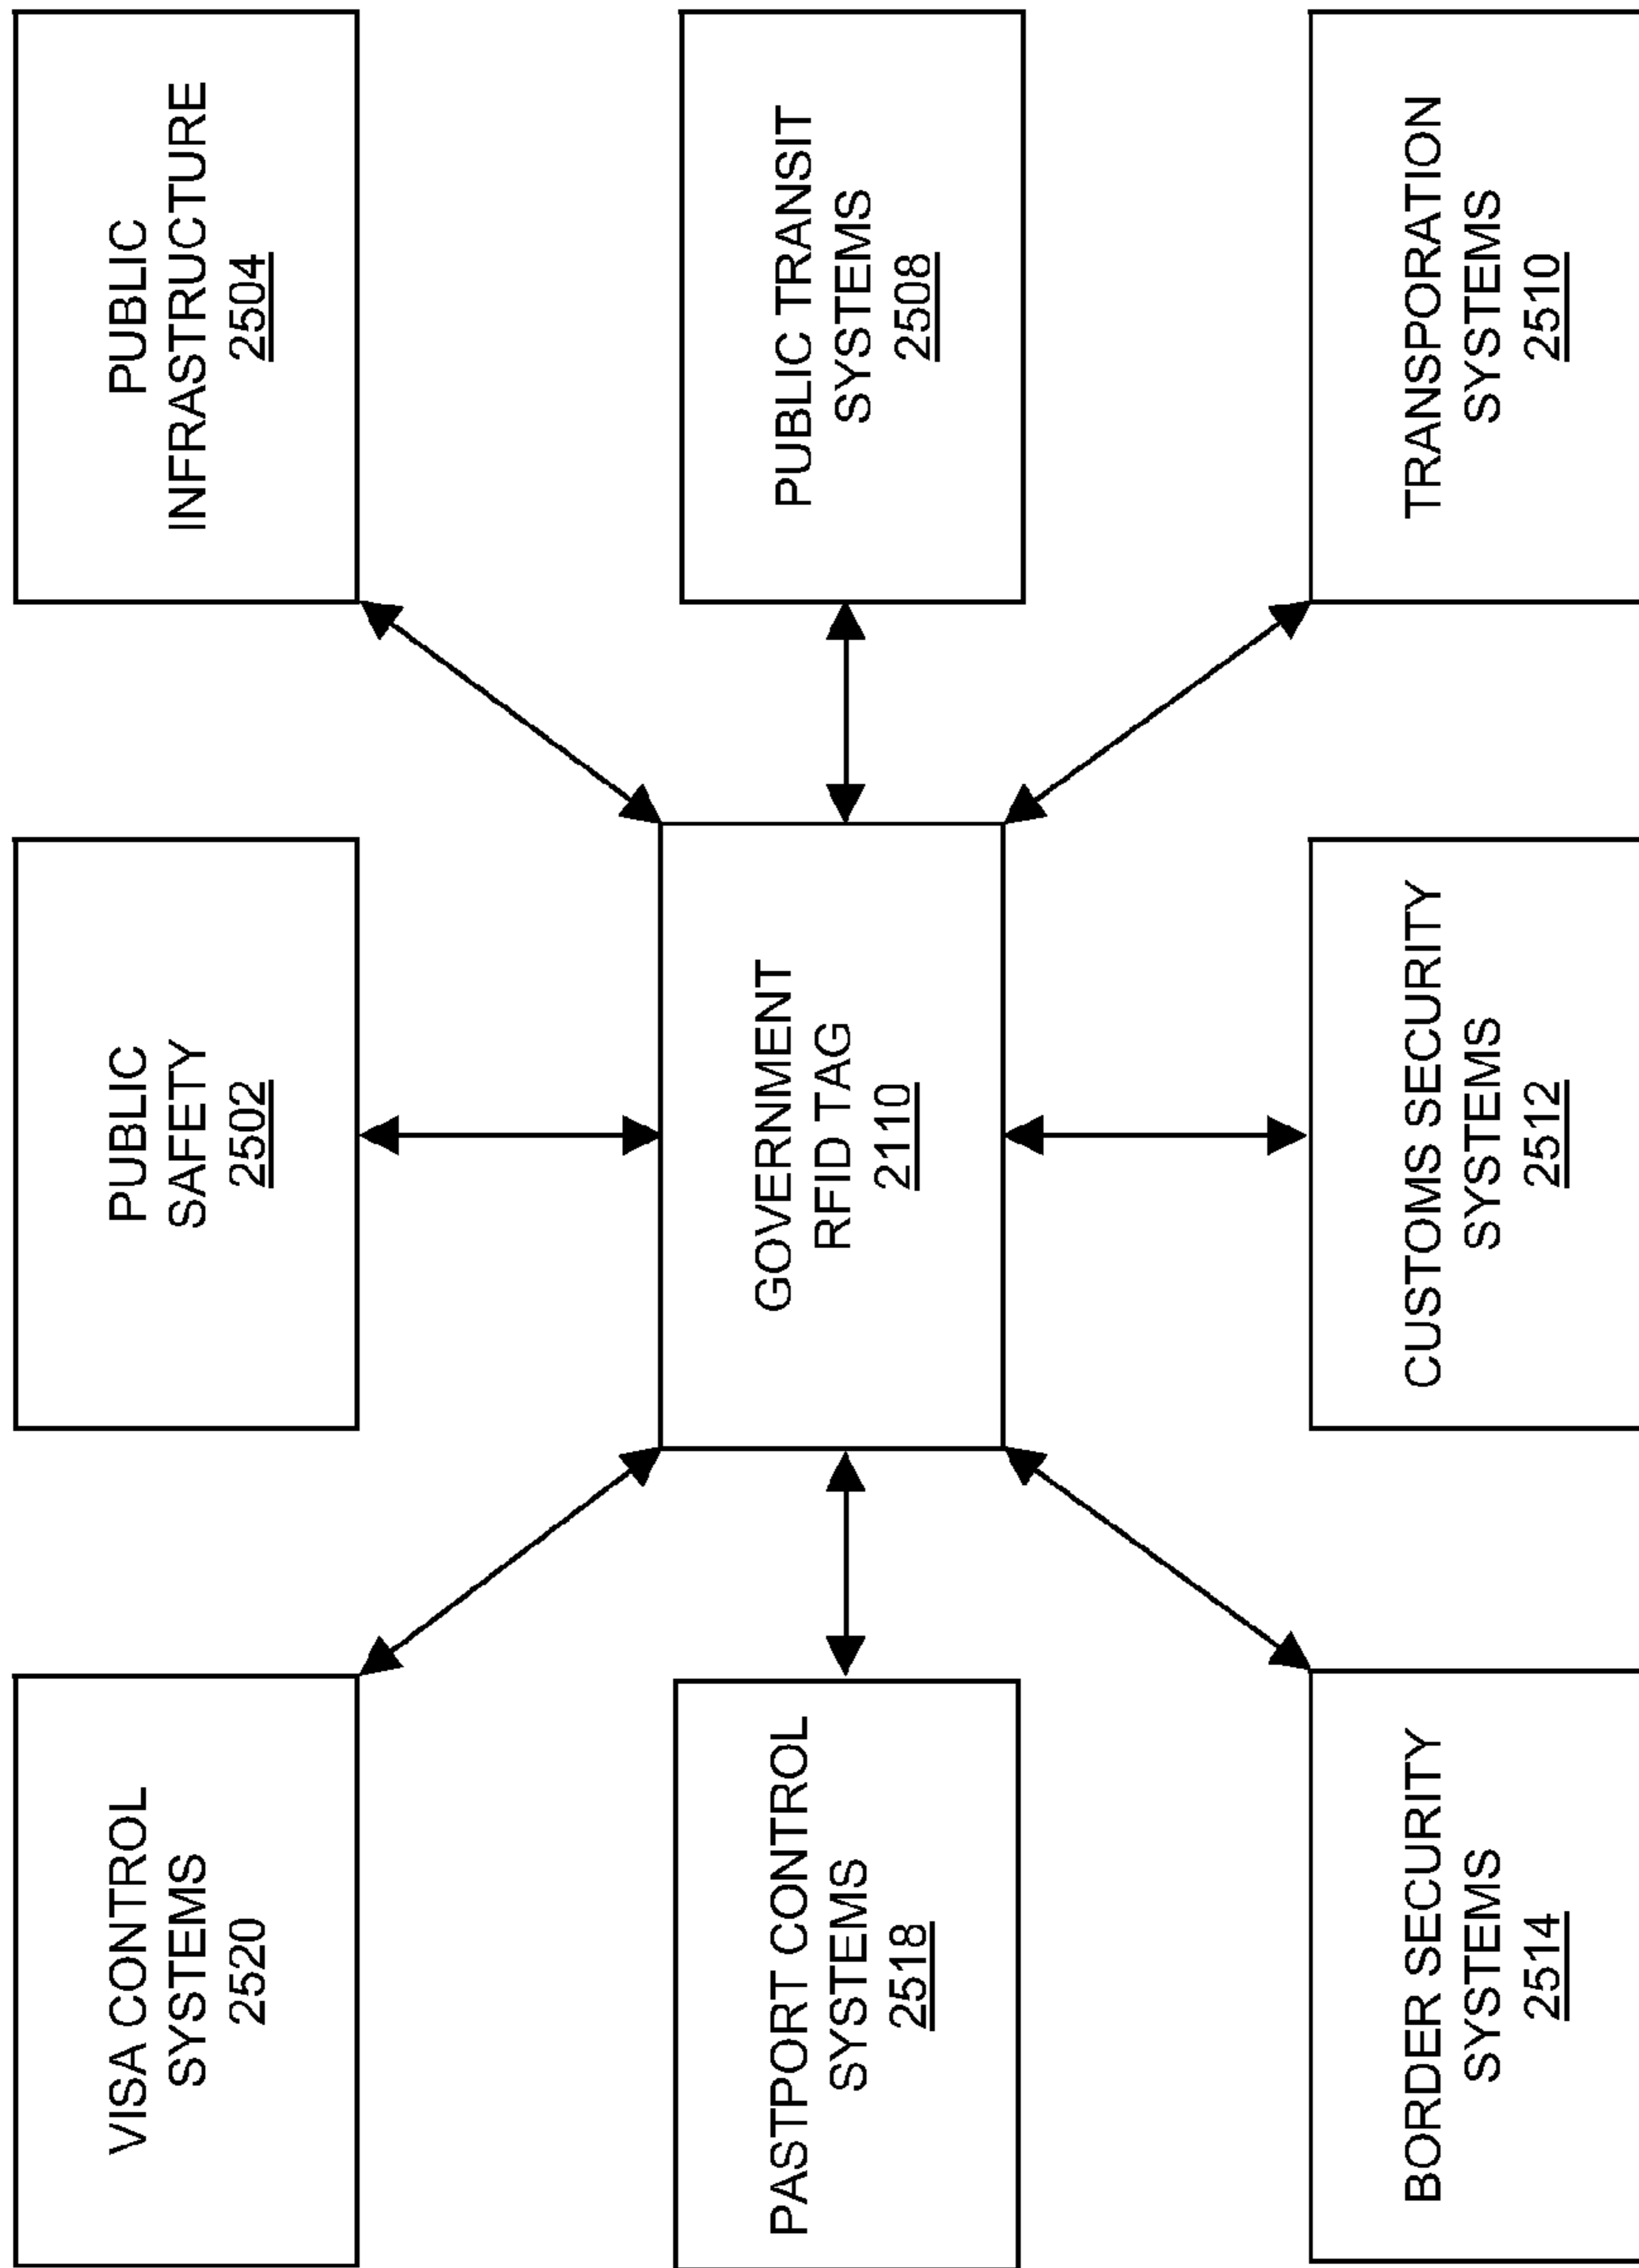 VISA CONTROL
SYSTEMS
2520
PUBLIC
SAFETY
2502
PUBLIC
INFRASTRUCTURE
2504
PASTPORT CONTROL
SYSTEMS
2518
GOVERNMENT
RFID TAG
2110
PUBLIC TRANSIT
SYSTEMS
2508
BORDER SECURITY
SYSTEMS
2514
CUSTOMS SECURITY
SYSTEMS
2512
TRANSPORATION
SYSTEMS
2510